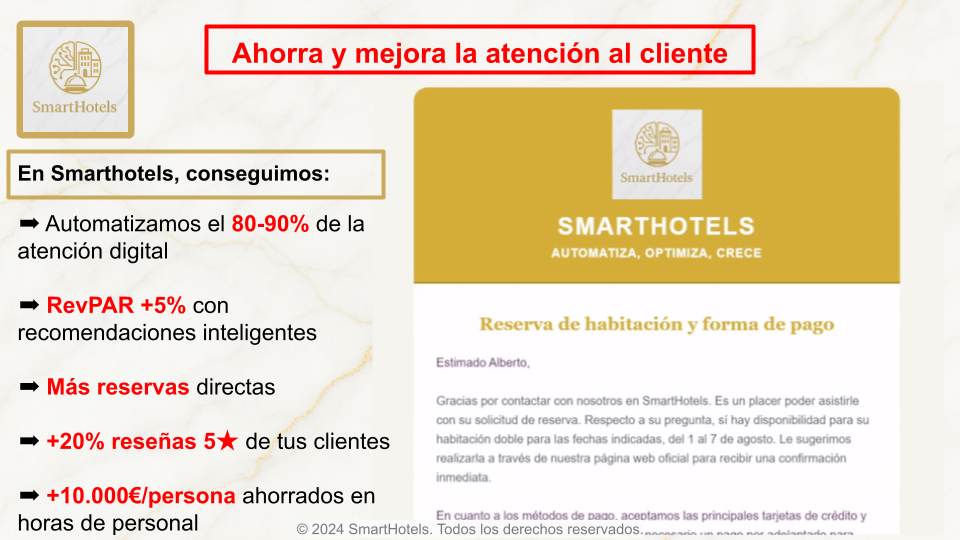 Ahorra y mejora la atención al cliente
SmartHotels
En Smarthotels, conseguimos:
➡ Automatizamos el 80-90% de la
atención digital
➡ RevPAR +5% con
recomendaciones inteligentes
➡ Más reservas directas
➡ +20% reseñas 5★ de tus clientes
➡ +10.000€/persona ahorrados en
horas de personal
SmartHotels
SMARTHOTELS
AUTOMATIZA, OPTIMIZA, CRECE
Reserva de habitación y forma de pago
Estimado Alberto,
Gracias por contactar con nosotros en SmartHotels. Es un placer poder asistirle
con su solicitud de reserva. Respecto a su pregunta, sí hay disponibilidad para su
habitación doble para las fechas indicadas, del 1 al 7 de agosto. Le sugerimos
realizarla a través de nuestra página web oficial para recibir una confirmación
inmediata.
En cuanto a los métodos de pago, aceptamos las principales tarjetas de crédito y
necesario un pago por adelantado para
© 2024 SmartHotels. Todos los derechos reservados.